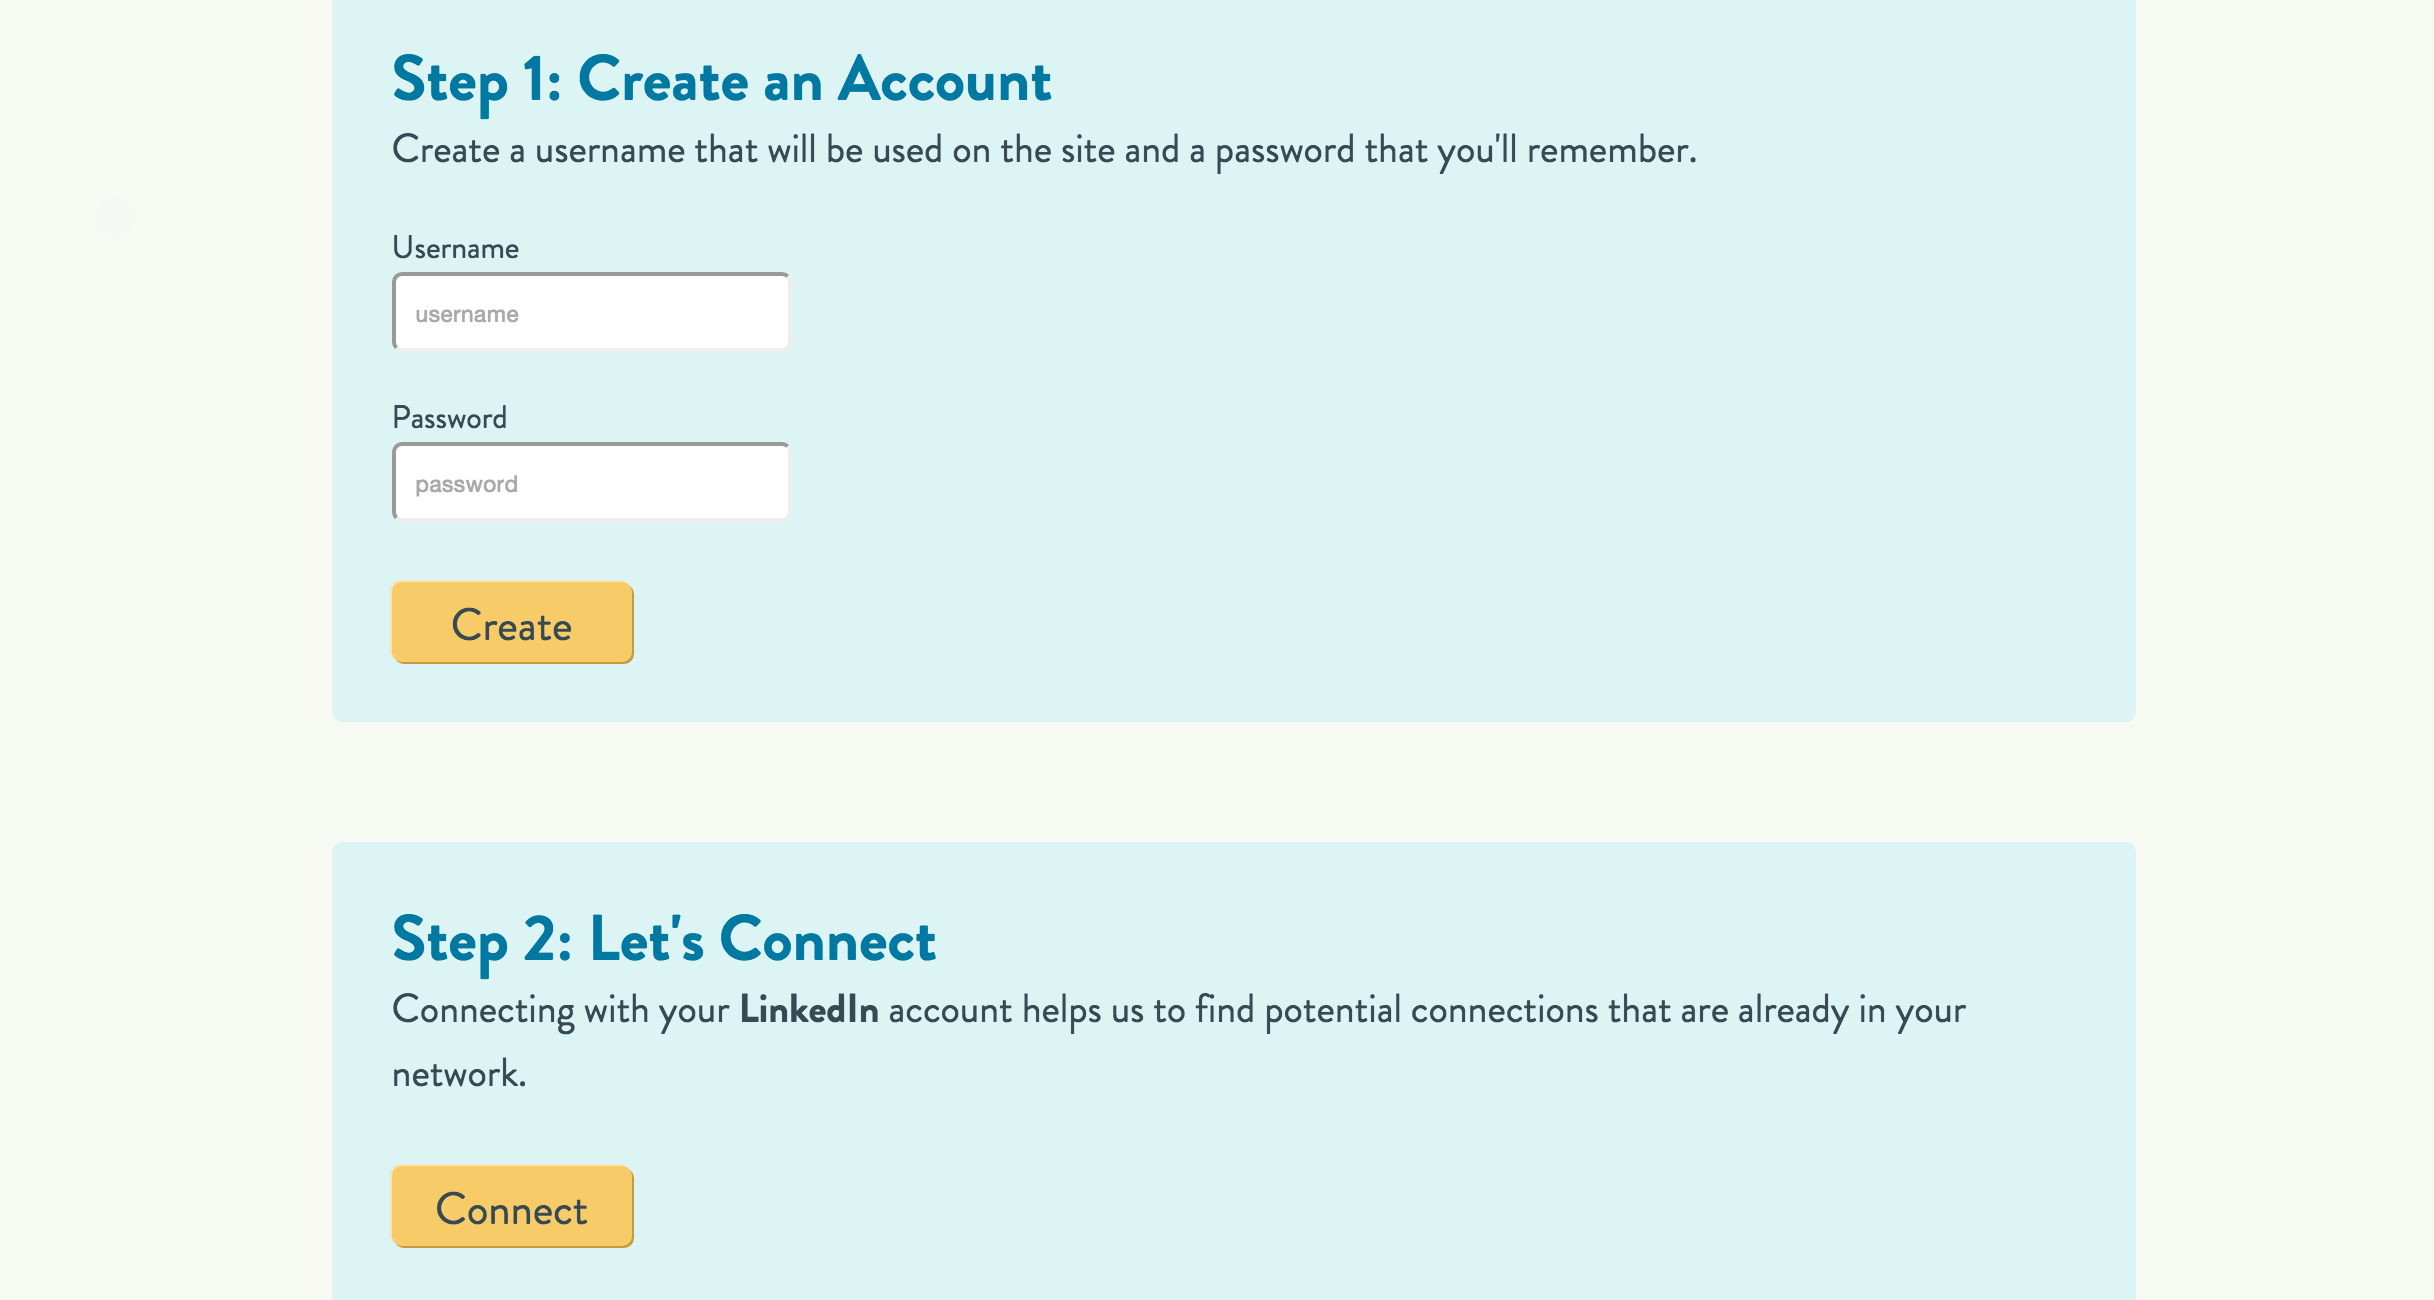 Step 1: Create an Account
Create a username that will be used on the site and a password that you'll remember.
Username
username
Password
password
Create
Step 2: Let's Connect
Connecting with your LinkedIn account helps us to find potential connections that are already in your
network.
Connect